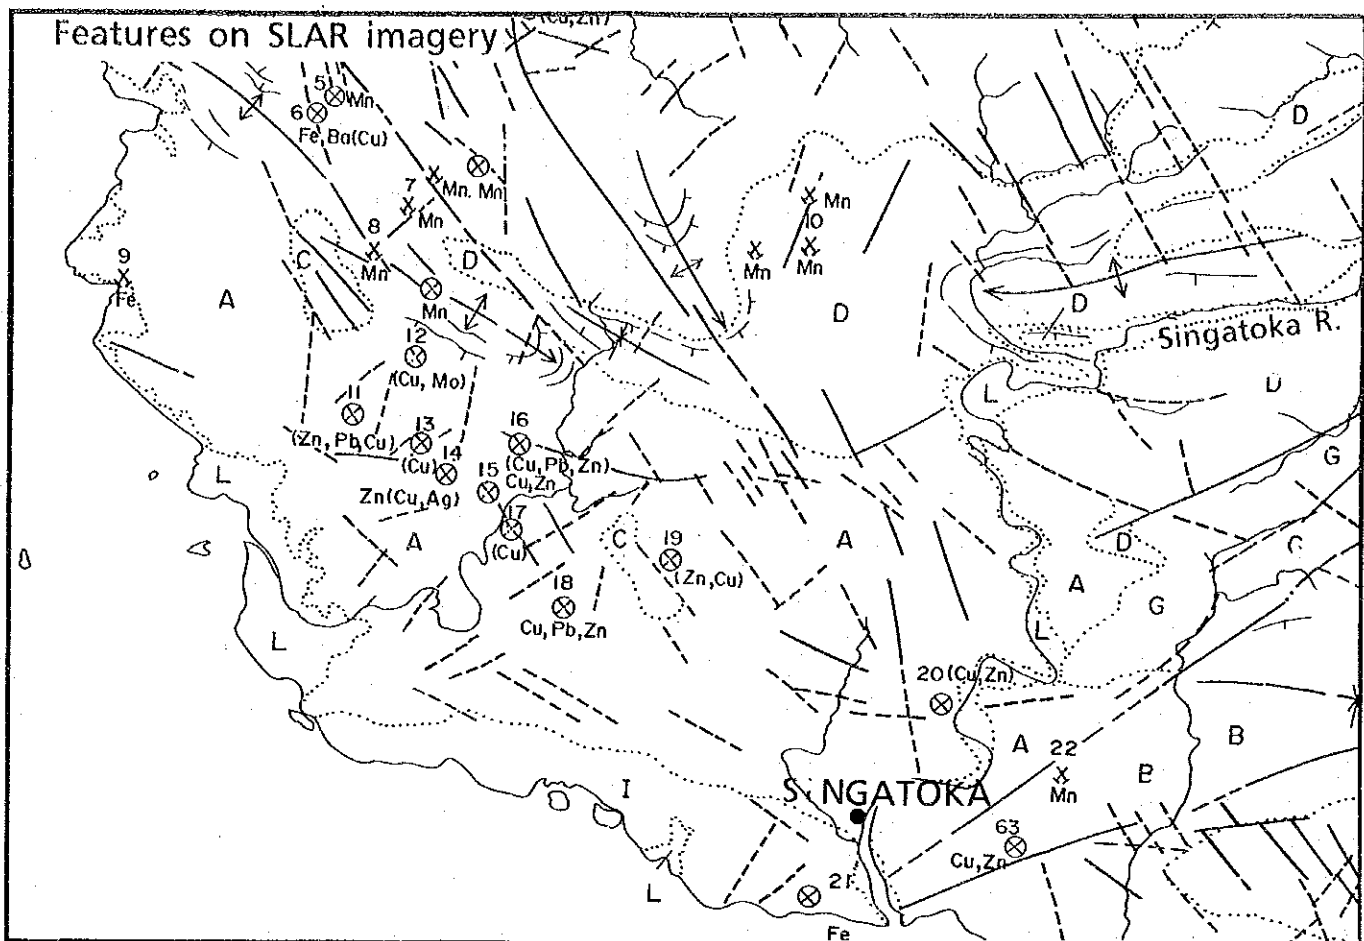 (Cu,Zn)
Features on SLAR imagery
5
Mn
6
Fe,Ba(Cu)
D
7
Mn. Mn
Mn
Mn
8
10
Mn
Mn
Mn
9
Fe
C
D
A
Mn
D
D
Singatoka R.
12
(Cu, Mo)
D
L
11
(Zn, Pb,Cu)
13
(Cu)
14
16
(Cu,Pb,Zn)
Cu,Zn
15
G
L
Zn(Cu,Ag)
17
(Cu)
A
C
19
(Zn,Cu)
A
D
A
G
18
Cu,Pb,Zn
L
L
20(Cu,Zn)
A
22
Mn
B
B
I
SINGATOKA
63
Cu,Zn
21
L
Fe